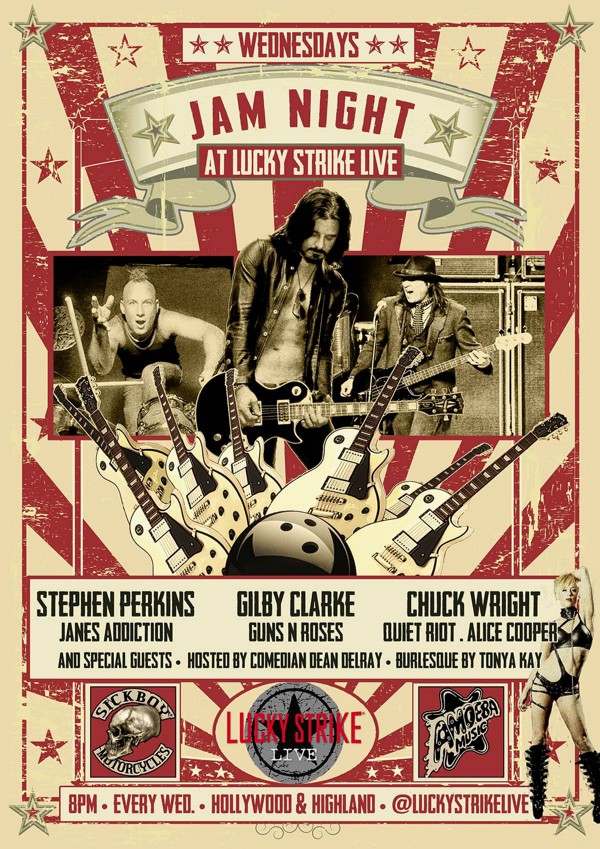 WEDNESDAYS
JAM NIGHT
AT LUCKY STRIKE LIVE
STEPHEN PERKINS GILBY CLARKE CHUCK WRIGHT
JANES ADDICTION GUNS N ROSES QUIET RIOT . ALICE COOPER
AND SPECIAL GUESTS • HOSTED BY COMEDIAN DEAN DELRAY • BURLESQUE BY TONYA KAY
SICKBOY
MOTORCYCLES
LUCKY STRIKE
LIVE
AMOEBA
MUSIC
8PM • EVERY WED. • HOLLYWOOD & HIGHLAND • @LUCKYSTRIKELIVE